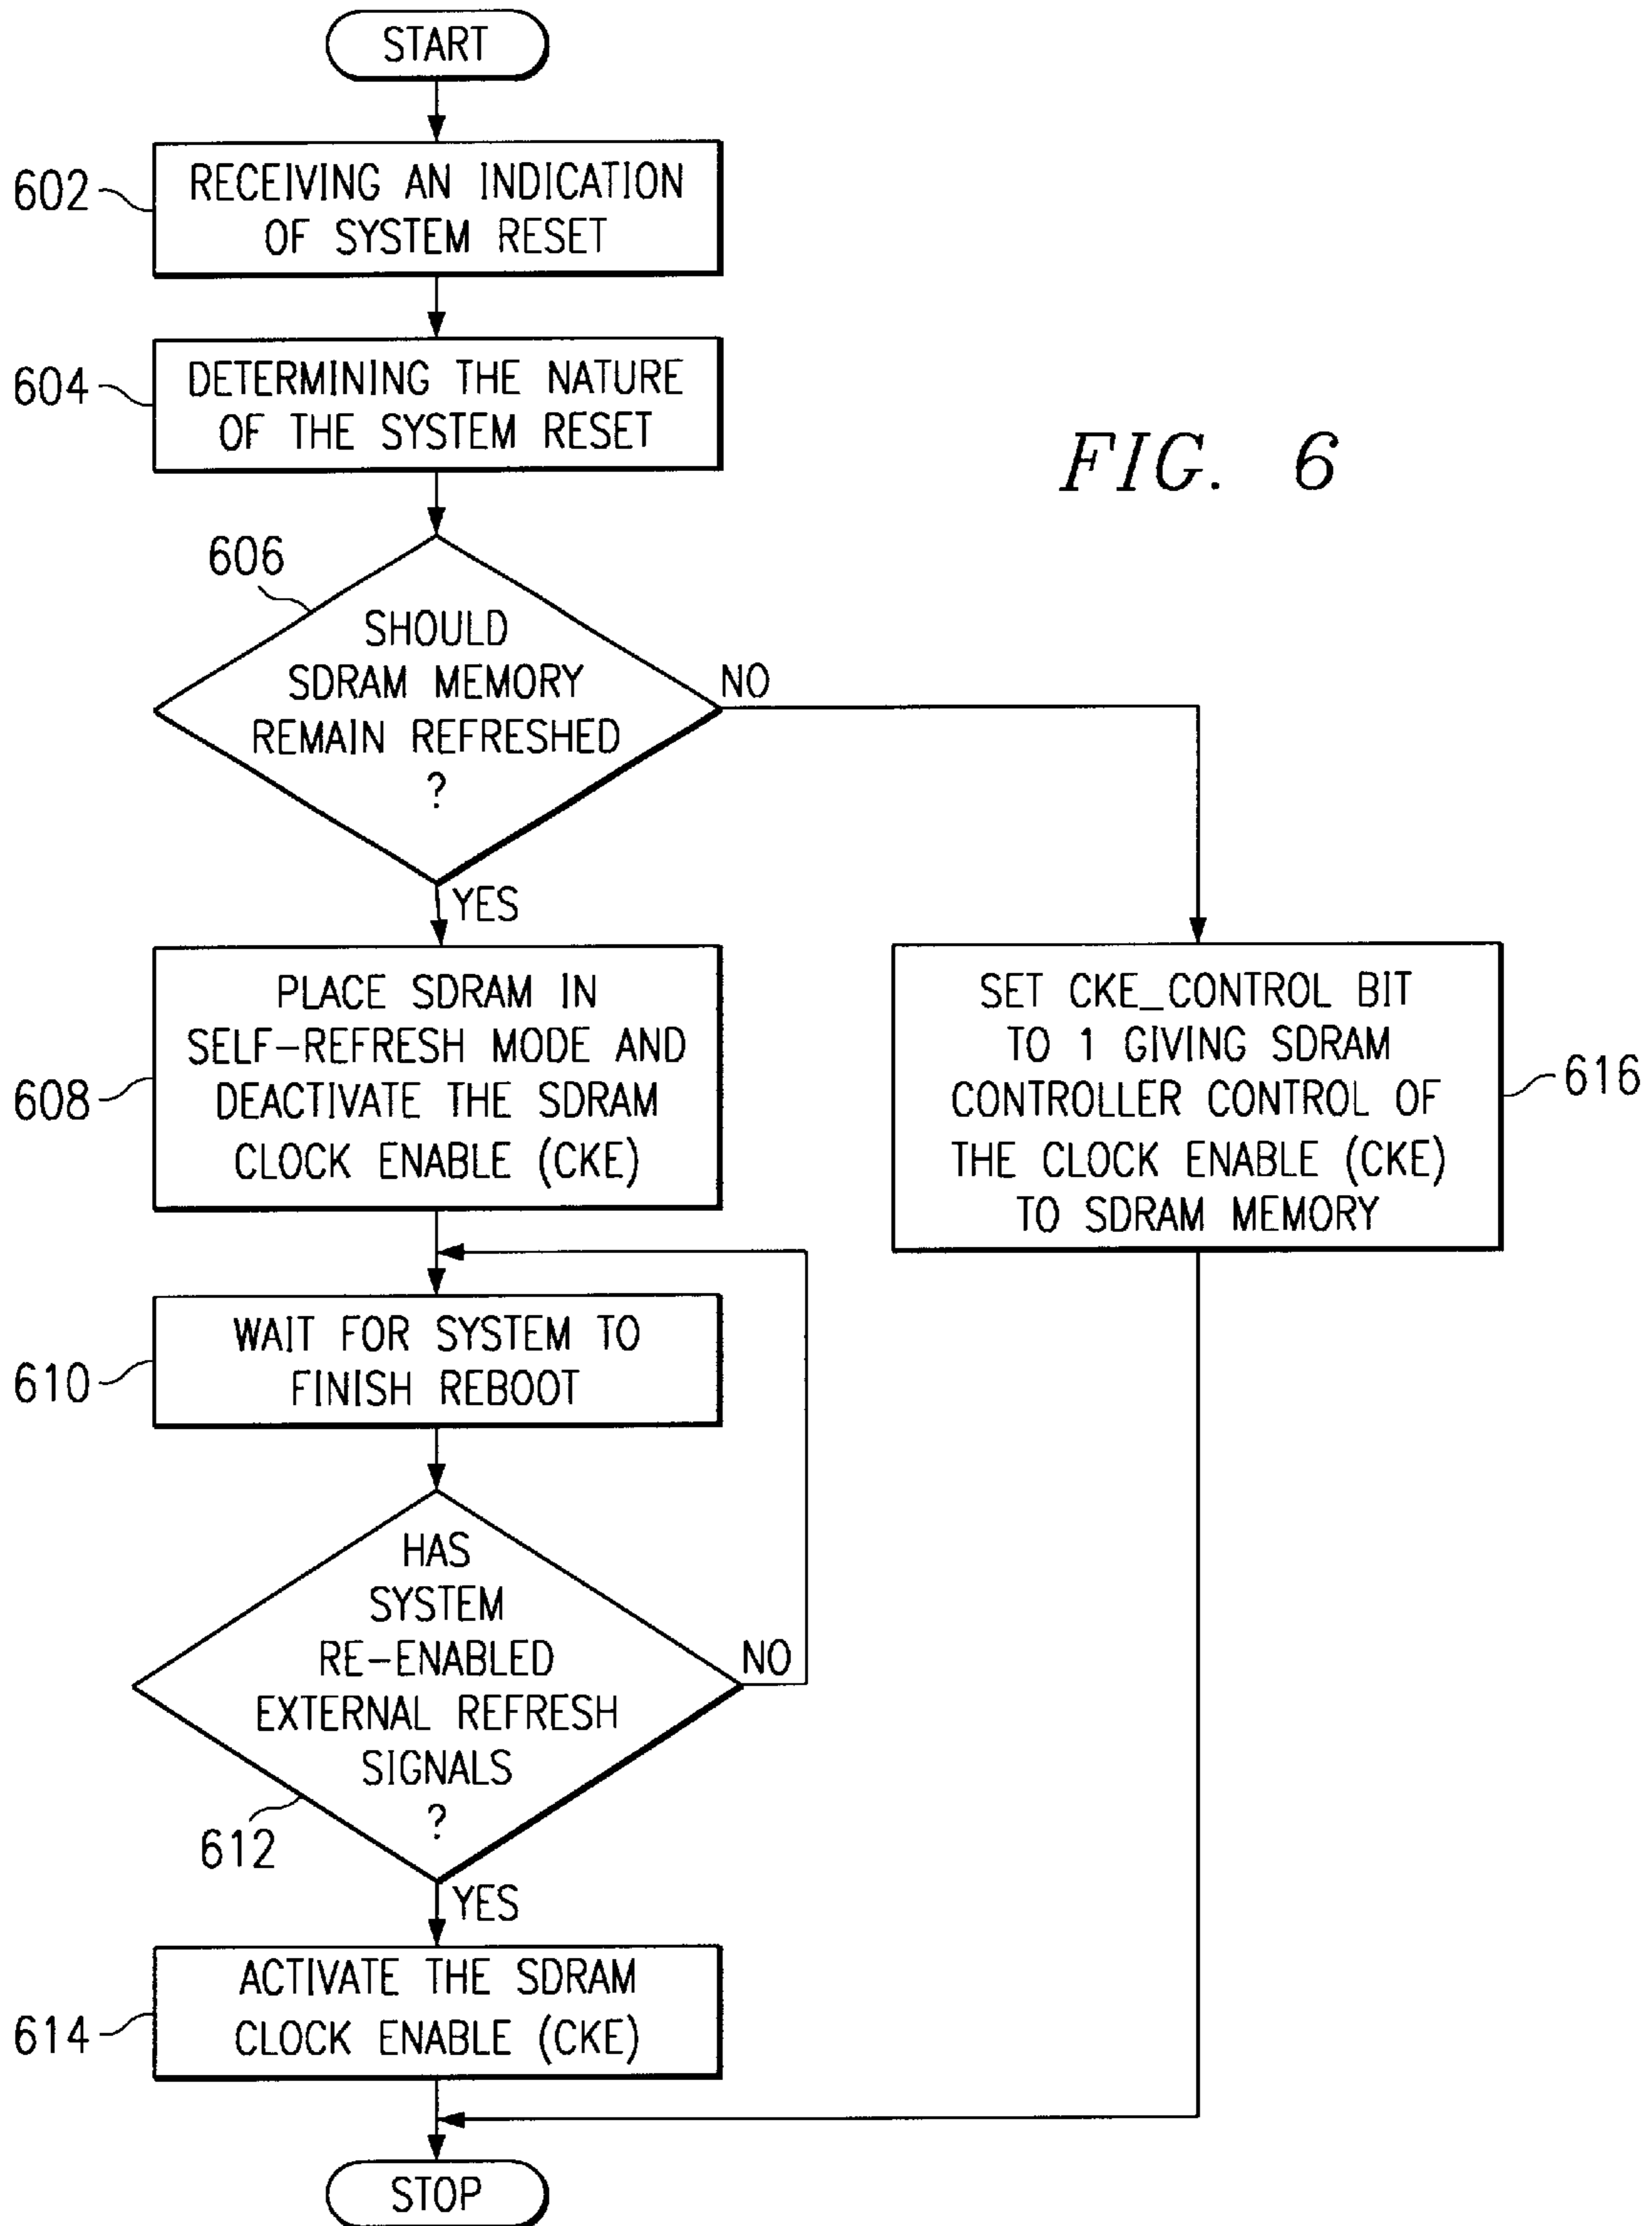 START
602
RECEIVING AN INDICATION
OF SYSTEM RESET
604
DETERMINING THE NATURE
OF THE SYSTEM RESET
FIG. 6
606
SHOULD
SDRAM MEMORY
REMAIN REFRESHED
?
NO
YES
608
PLACE SDRAM IN
SELF-REFRESH MODE AND
DEACTIVATE THE SDRAM
CLOCK ENABLE (CKE)
SET CKE_CONTROL BIT
TO 1 GIVING SDRAM
CONTROLLER CONTROL OF
THE CLOCK ENABLE (CKE)
TO SDRAM MEMORY
616
610
WAIT FOR SYSTEM TO
FINISH REBOOT
HAS
SYSTEM
RE-ENABLED
EXTERNAL REFRESH
SIGNALS
?
NO
612
YES
614
ACTIVATE THE SDRAM
CLOCK ENABLE (CKE)
STOP